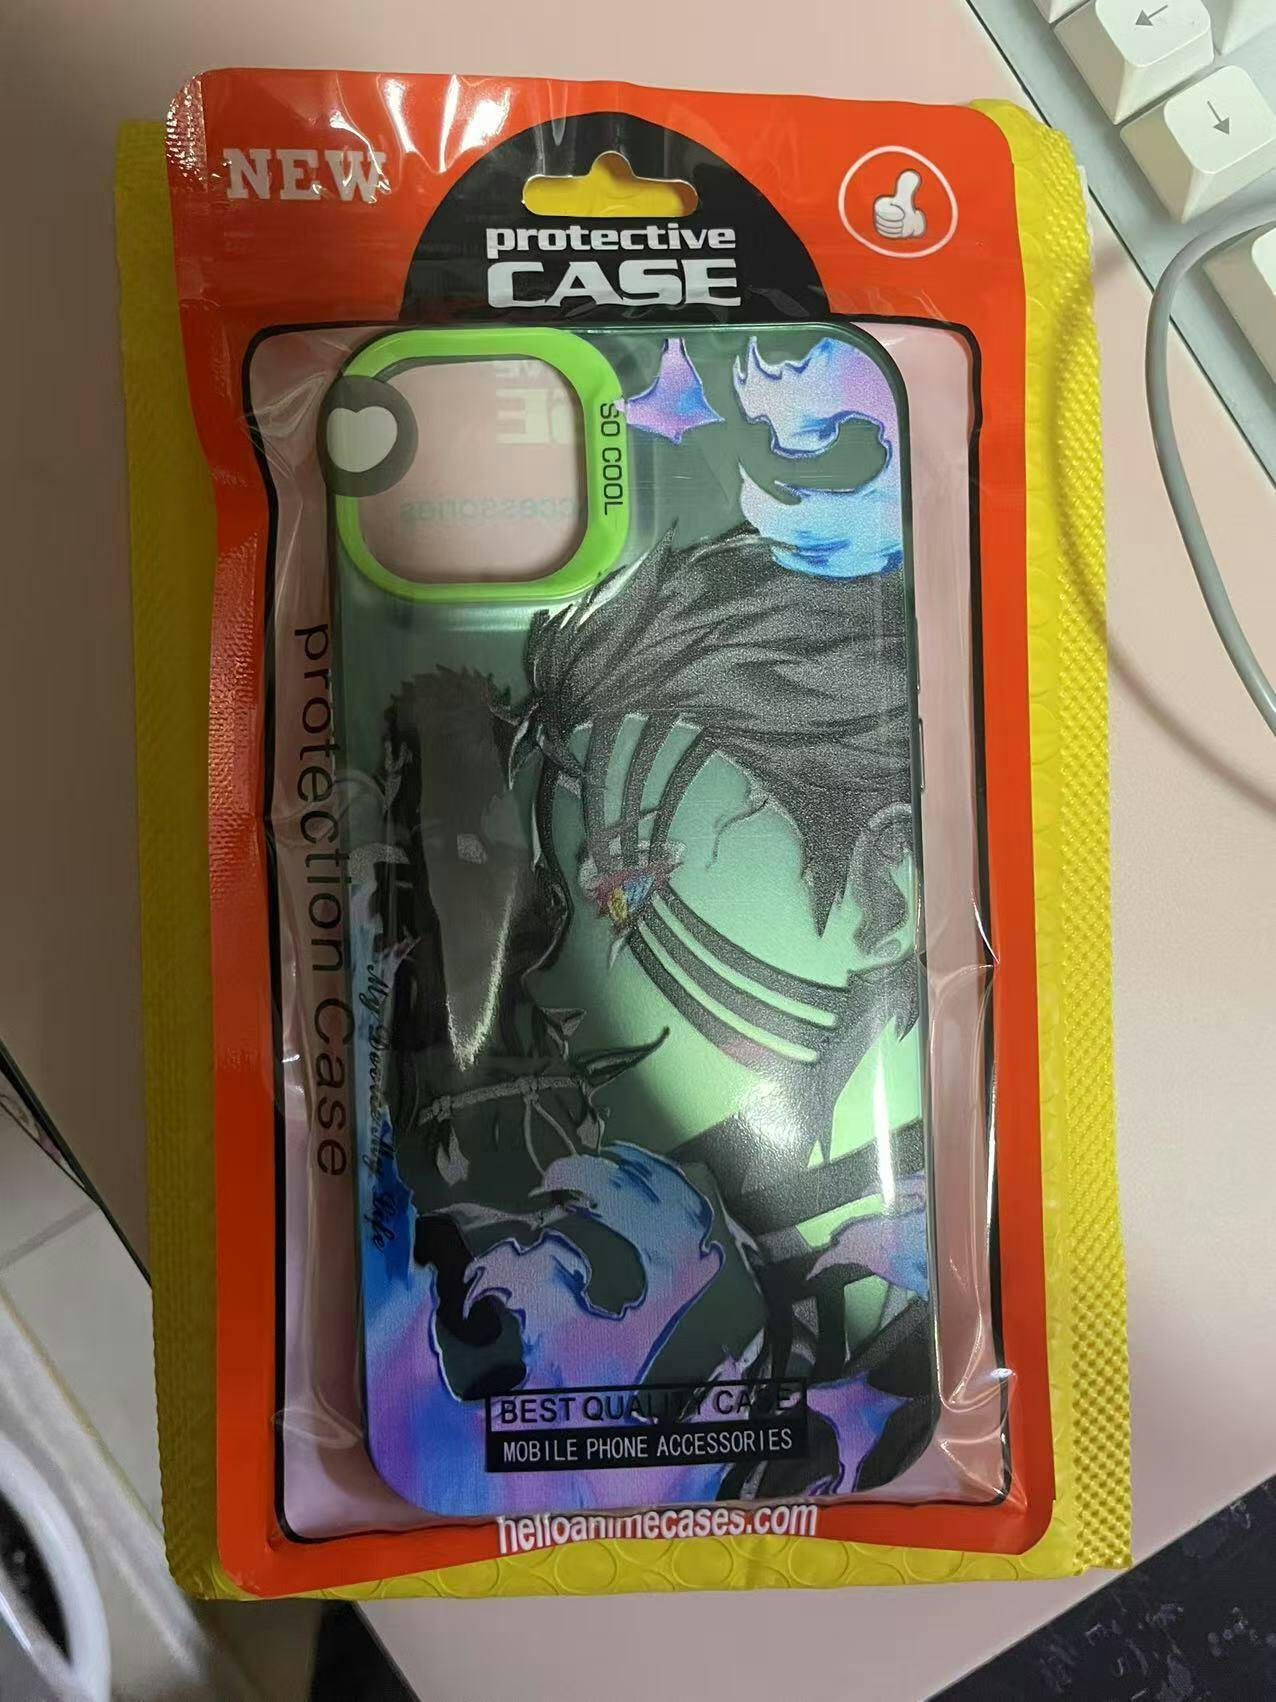 NEW
protective
CASE
SO COOL
protection Case
BEST QUALITY CASE
MOBILE PHONE ACCESSORIES
helloanimecases.com